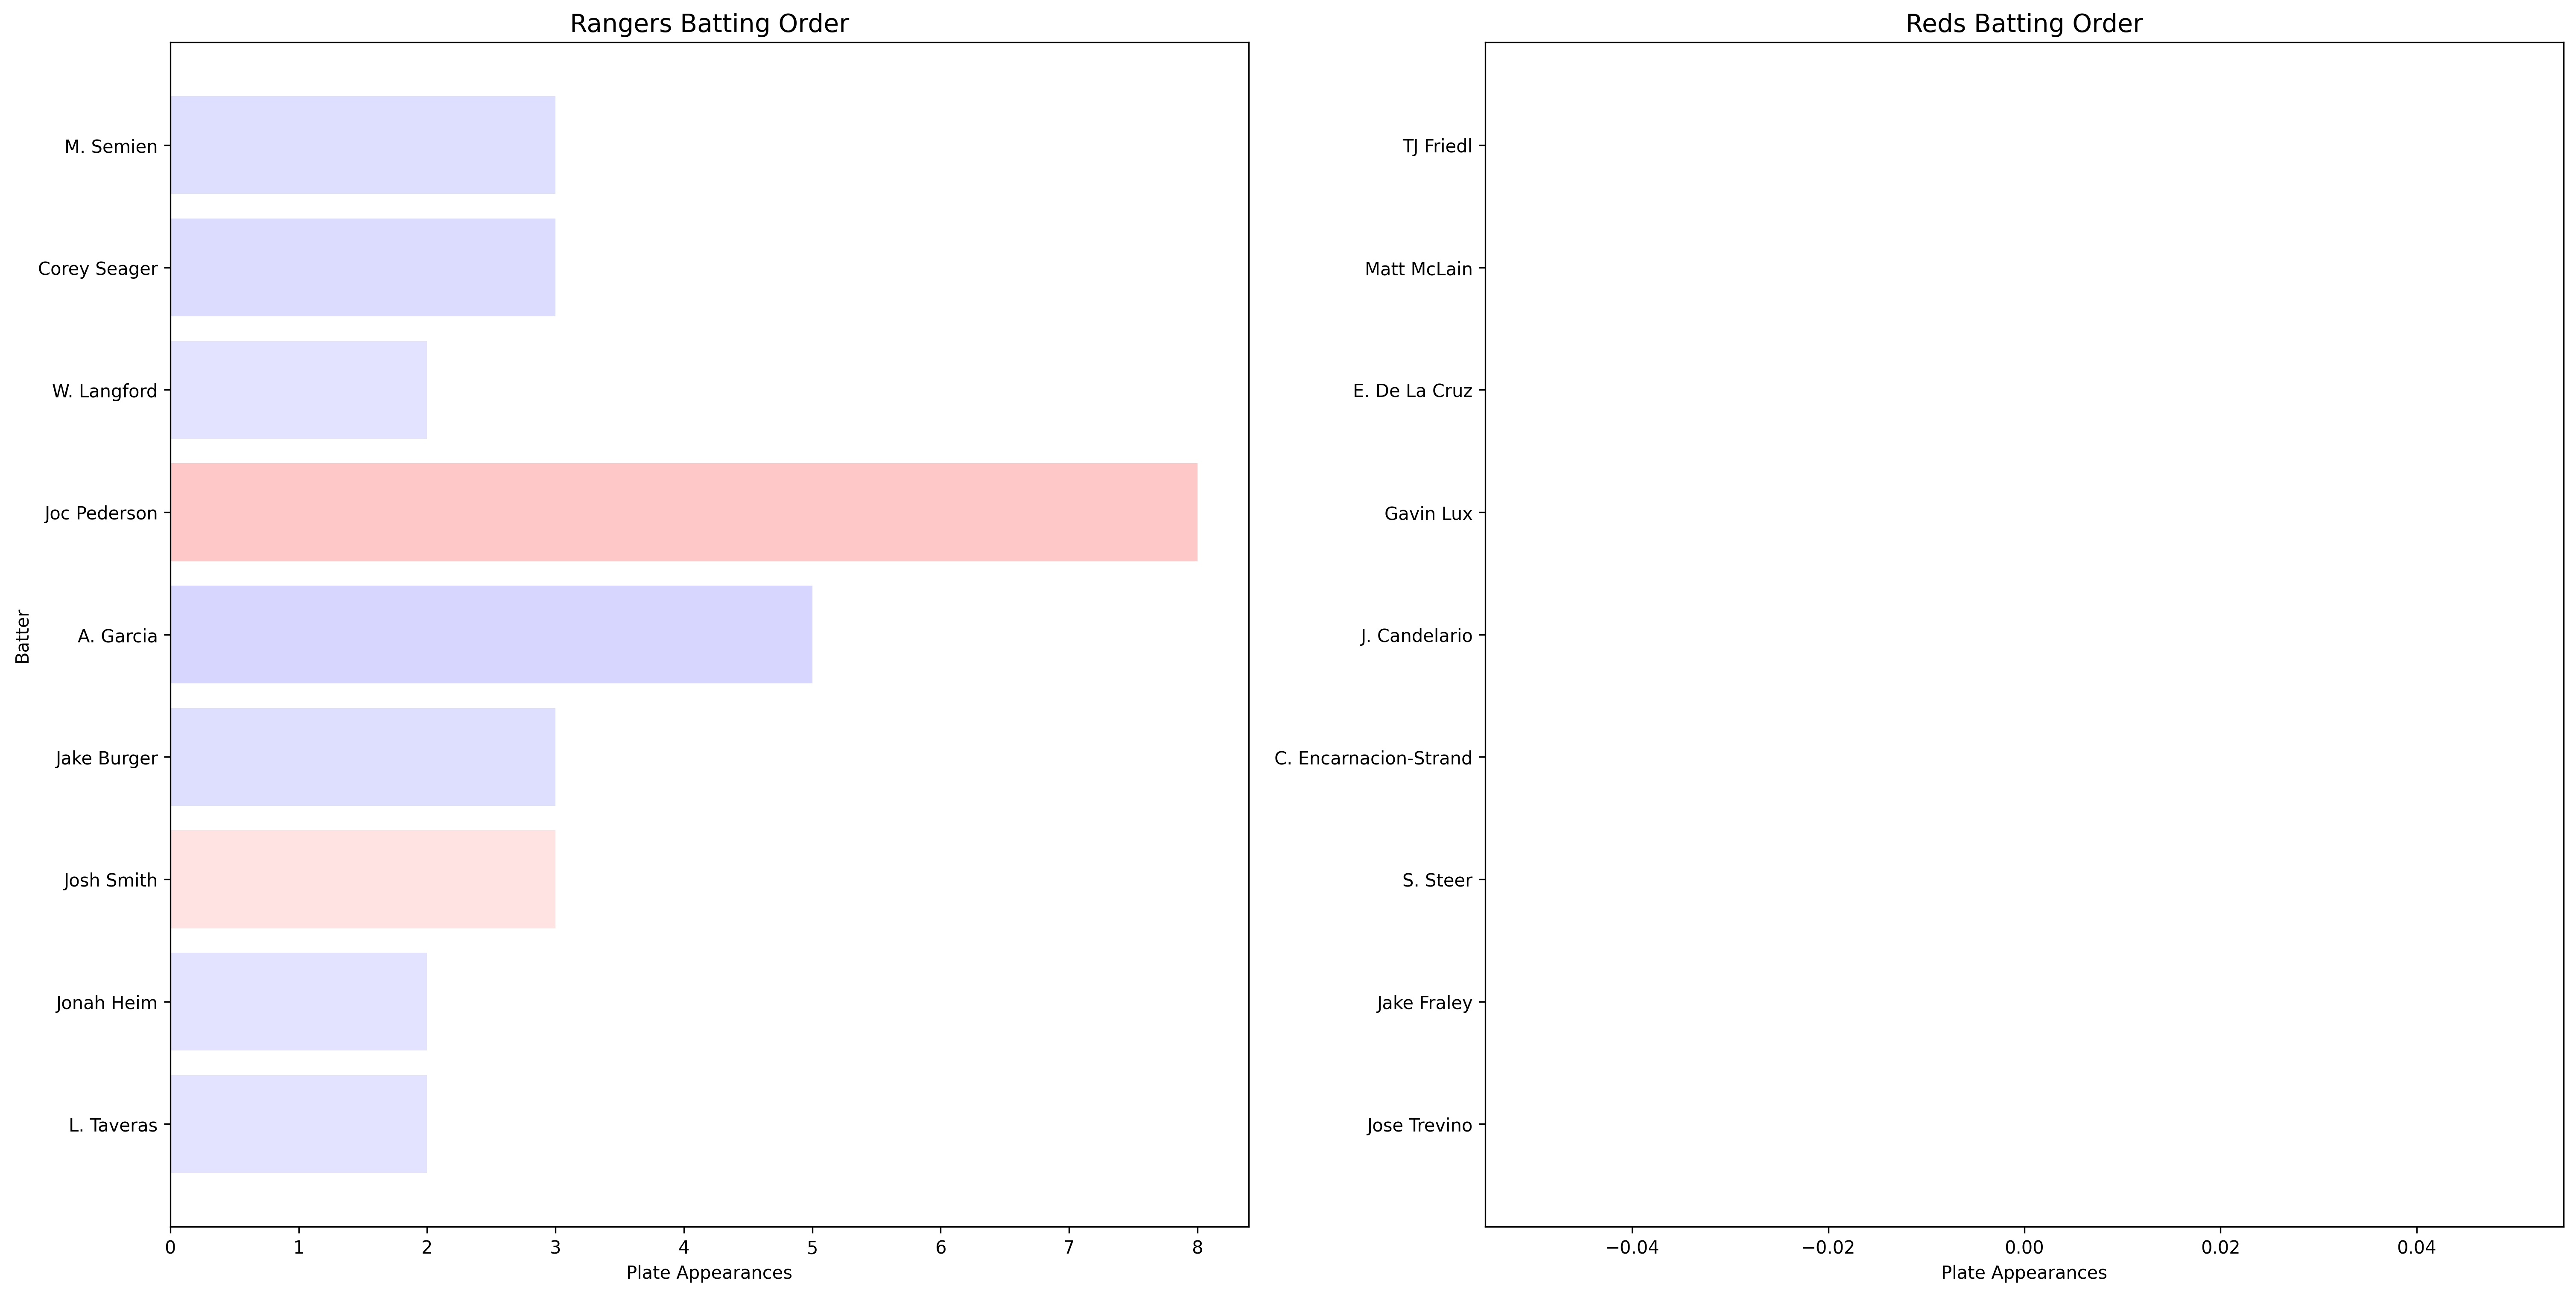 Rangers Batting Order
Batter
M. Semien
Corey Seager
W. Langford
Joc Pederson
A. Garcia
Jake Burger
Josh Smith
Jonah Heim
L. Taveras
0 1 2 3 4 5 6 7 8
Plate Appearances
Reds Batting Order
TJ Friedl
Matt McLain
E. De La Cruz
Gavin Lux
J. Candelario
C. Encarnacion-Strand
S. Steer
Jake Fraley
Jose Trevino
−0.04 −0.02 0.00 0.02 0.04
Plate Appearances